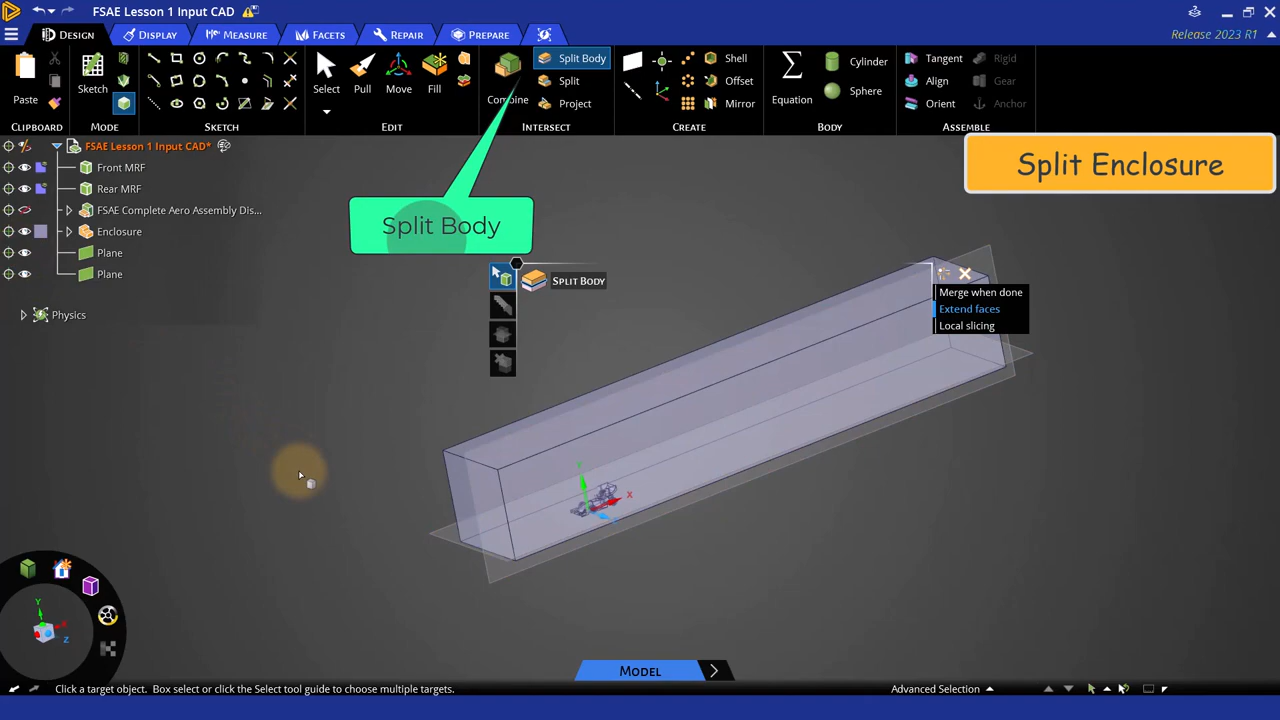 FSAE Lesson 1 Input CAD
DESIGN DISPLAY MEASURE FACETS REPAIR PREPARE
Release 2023 R1
Paste
Sketch
Select
Pull
Move
Fill
Combine
Split Body
Split
Project
Shell
Offset
Mirror
Equation
Cylinder
Sphere
Tangent
Align
Orient
Rigid
Gear
Anchor
CLIPBOARD MODE SKETCH EDIT INTERSECT CREATE BODY ASSEMBLE
FSAE Lesson 1 Input CAD*
Front MRF
Rear MRF
FSAE Complete Aero Assembly Dis...
Enclosure
Plane
Plane
Physics
Split Enclosure
Split Body
SPLIT BODY
Merge when done
Extend faces
Local slicing
Y
X
Y
X
Z
MODEL
Click a target object. Box select or click the Select tool guide to choose multiple targets.
Advanced Selection